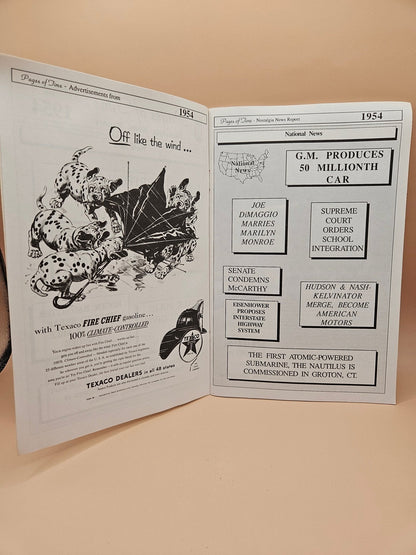 Pages of Time - Advertisements from
1954
Off like the wind...
with Texaco FIRE CHIEF gasoline...
100% CLIMATE-CONTROLLED
TEXACO
TEXACO DEALERS in all 48 states
Pages of Time - Nostalgia News Report
1954
National News
National
News
G.M. PRODUCES
50 MILLIONTH
CAR
JOE
DiMAGGIO
MARRIES
MARILYN
MONROE
SUPREME
COURT
ORDERS
SCHOOL
INTEGRATION
SENATE
CONDEMNS
McCARTHY
EISENHOWER
PROPOSES
INTERSTATE
HIGHWAY
SYSTEM
HUDSON & NASH-
KELVINATOR
MERGE, BECOME
AMERICAN
MOTORS
THE FIRST ATOMIC-POWERED
SUBMARINE, THE NAUTILUS IS
COMMISSIONED IN GROTON, CT.